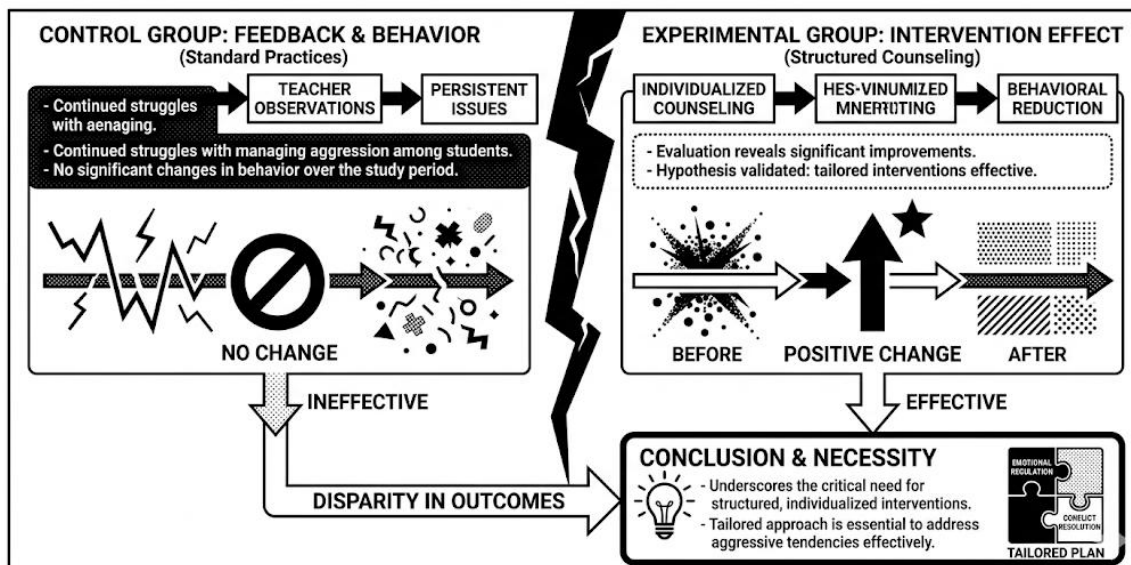 CONTROL GROUP: FEEDBACK & BEHAVIOR
(Standard Practices)
TEACHER
OBSERVATIONS
PERSISTENT
ISSUES
- Continued struggles
with aenaging.
- Continued struggles with managing aggression among students.
- No significant changes in behavior over the study period.
NO CHANGE
INEFFECTIVE
EXPERIMENTAL GROUP: INTERVENTION EFFECT
(Structured Counseling)
INDIVIDUALIZED
COUNSELING
HES-VINUMIZED
BEHAVIORAL
REDUCTION
- Evaluation reveals significant improvements.
- Hypothesis validated: tailored interventions effective.
BEFORE
POSITIVE CHANGE
AFTER
EFFECTIVE
DISPARITY IN OUTCOMES
CONCLUSION & NECESSITY
- Underscores the critical need for
structured, individualized interventions.
- Tailored approach is essential to address
aggressive tendencies effectively.
EMOTIONAL
REGULATION
CONFLICT
RESOLUTION
TAILORED PLAN